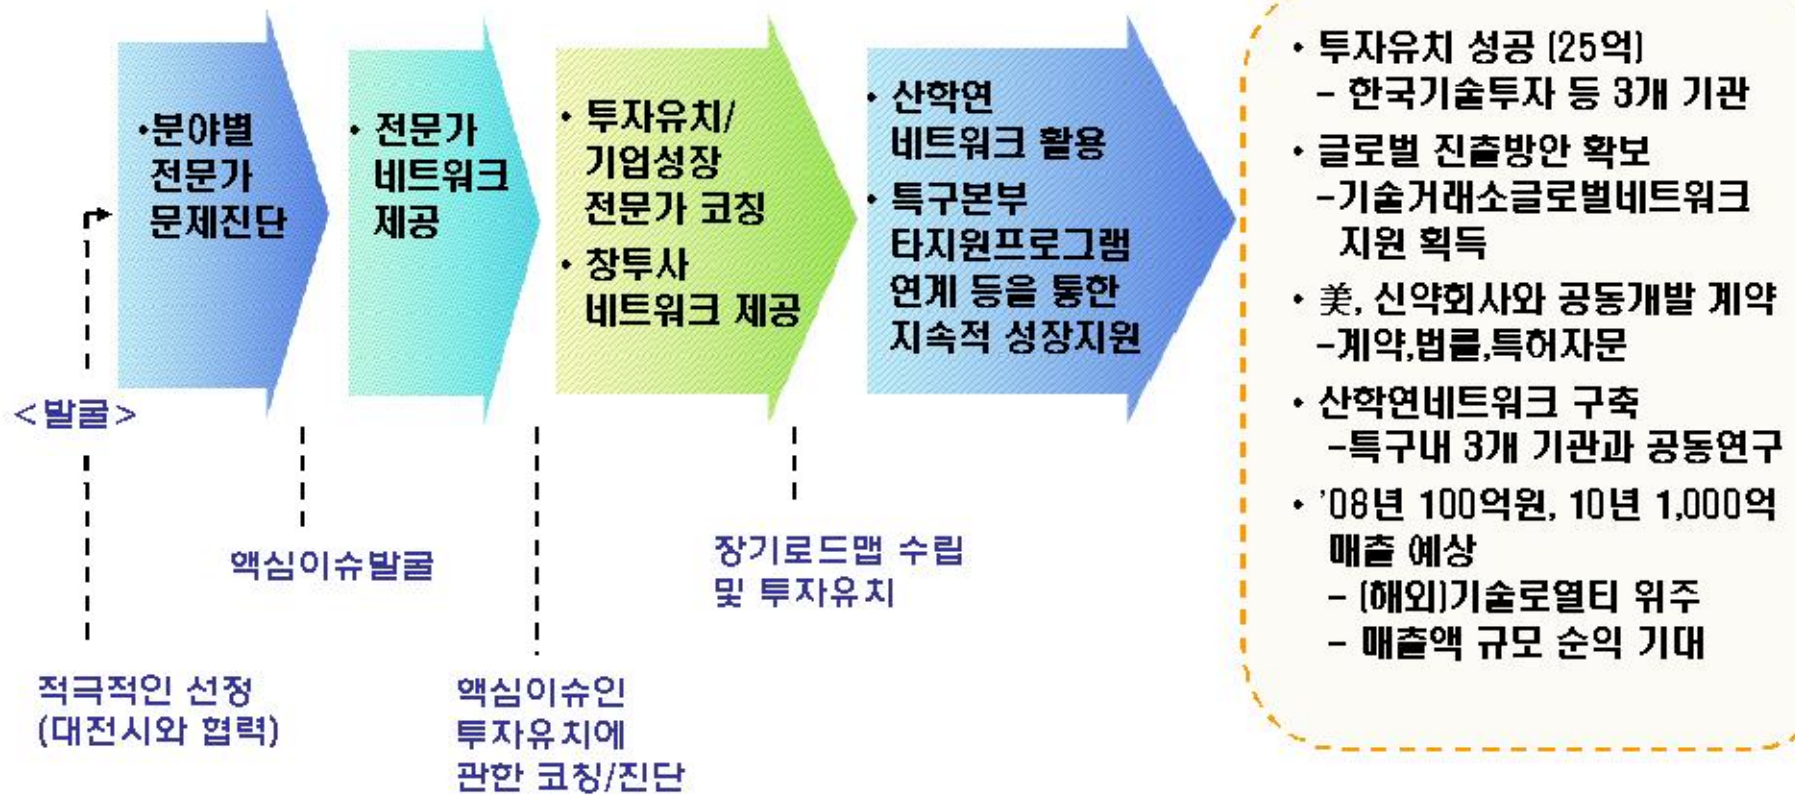 •분야별
전문가
문제진단
• 전문가
네트워크
제공
• 투자유치/
기업성장
전문가 코칭
• 창투사
네트워크 제공
• 산학연
네트워크 활용
• 특구본부
타지원프로그램
연계 등을 통한
지속적 성장지원
<발굴>
핵심이슈발굴
장기로드맵 수립
및 투자유치
적극적인 선정
(대전시와 협력)
핵심이슈인
투자유치에
관한 코칭/진단
• 투자유치 성공 (25억)
- 한국기술투자 등 3개 기관
• 글로벌 진출방안 확보
-기술거래소글로벌네트워크
지원 획득
• 美, 신약회사와 공동개발 계약
-계약,법률,특허자문
• 산학연네트워크 구축
-특구내 3개 기관과 공동연구
• '08년 100억원, 10년 1,000억
매출 예상
- (해외)기술로열티 위주
- 매출액 규모 순익 기대